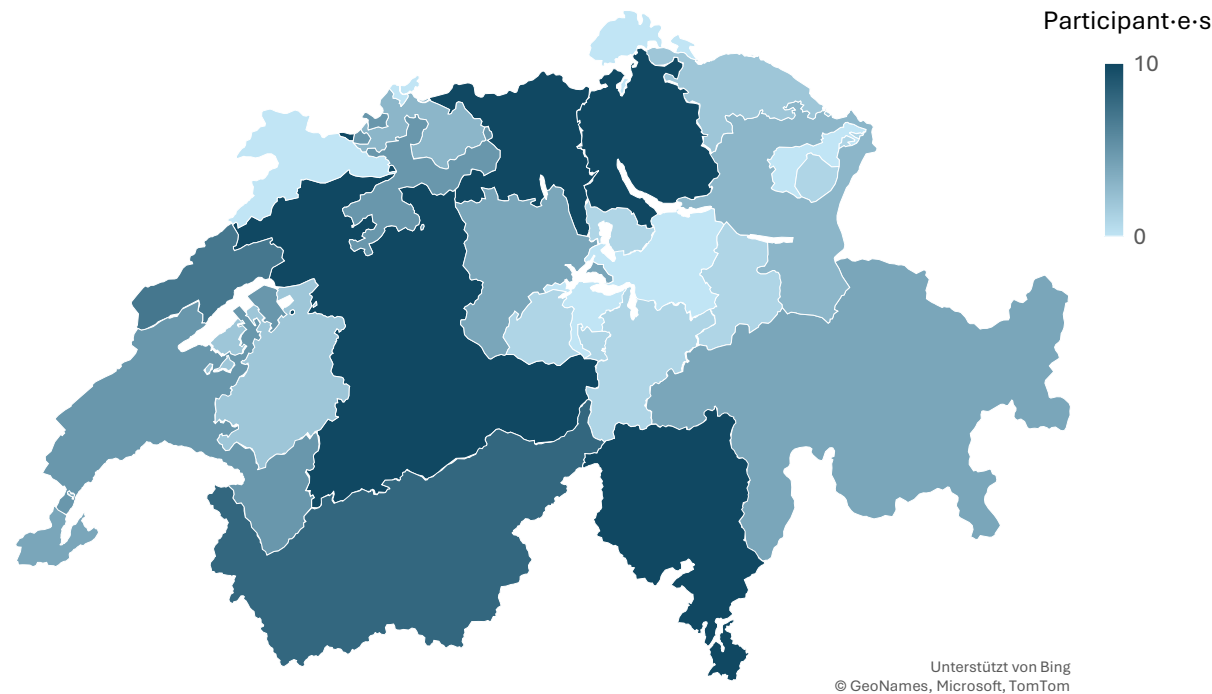 Participant·e·s
10
0
Unterstützt von Bing
© GeoNames, Microsoft, TomTom